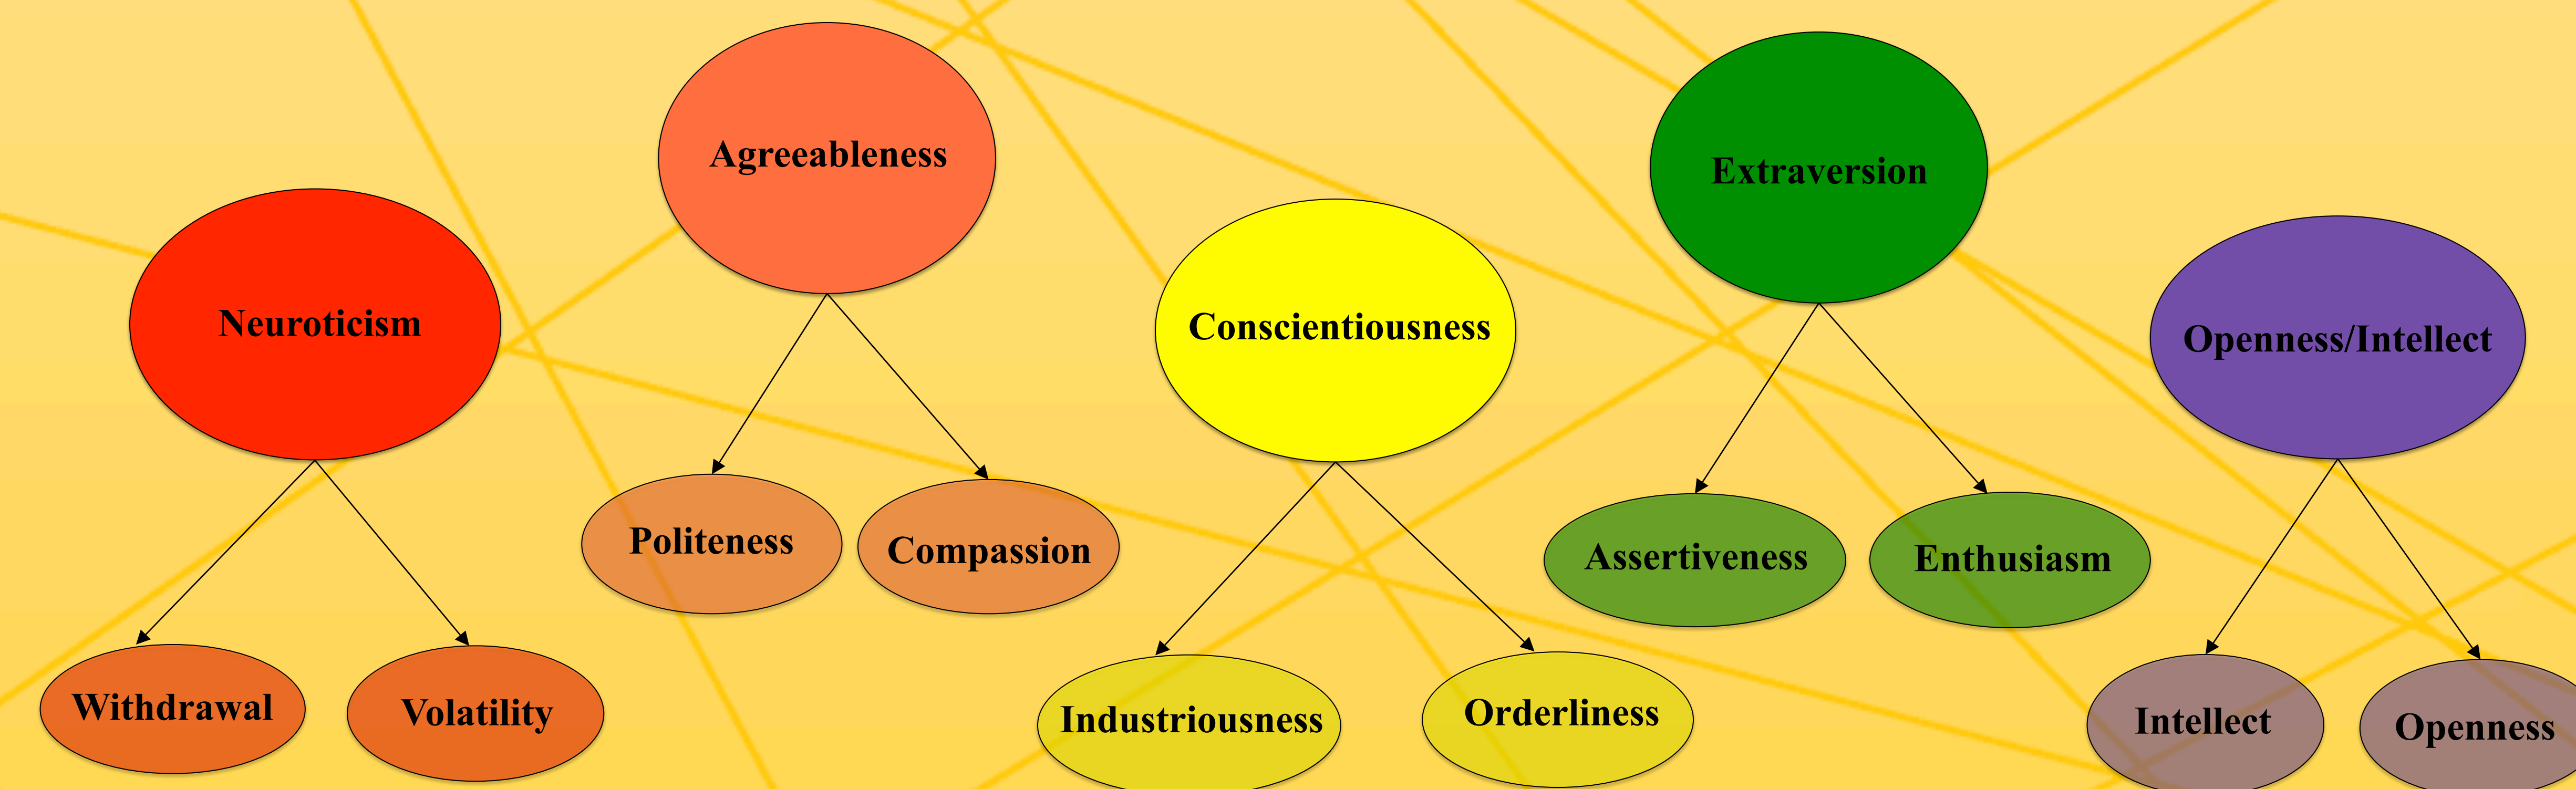 Agreeableness
Extraversion
Neuroticism
Conscientiousness
Openness/Intellect
Politeness
Compassion
Assertiveness
Enthusiasm
Withdrawal
Volatility
Industriousness
Orderliness
Intellect
Openness